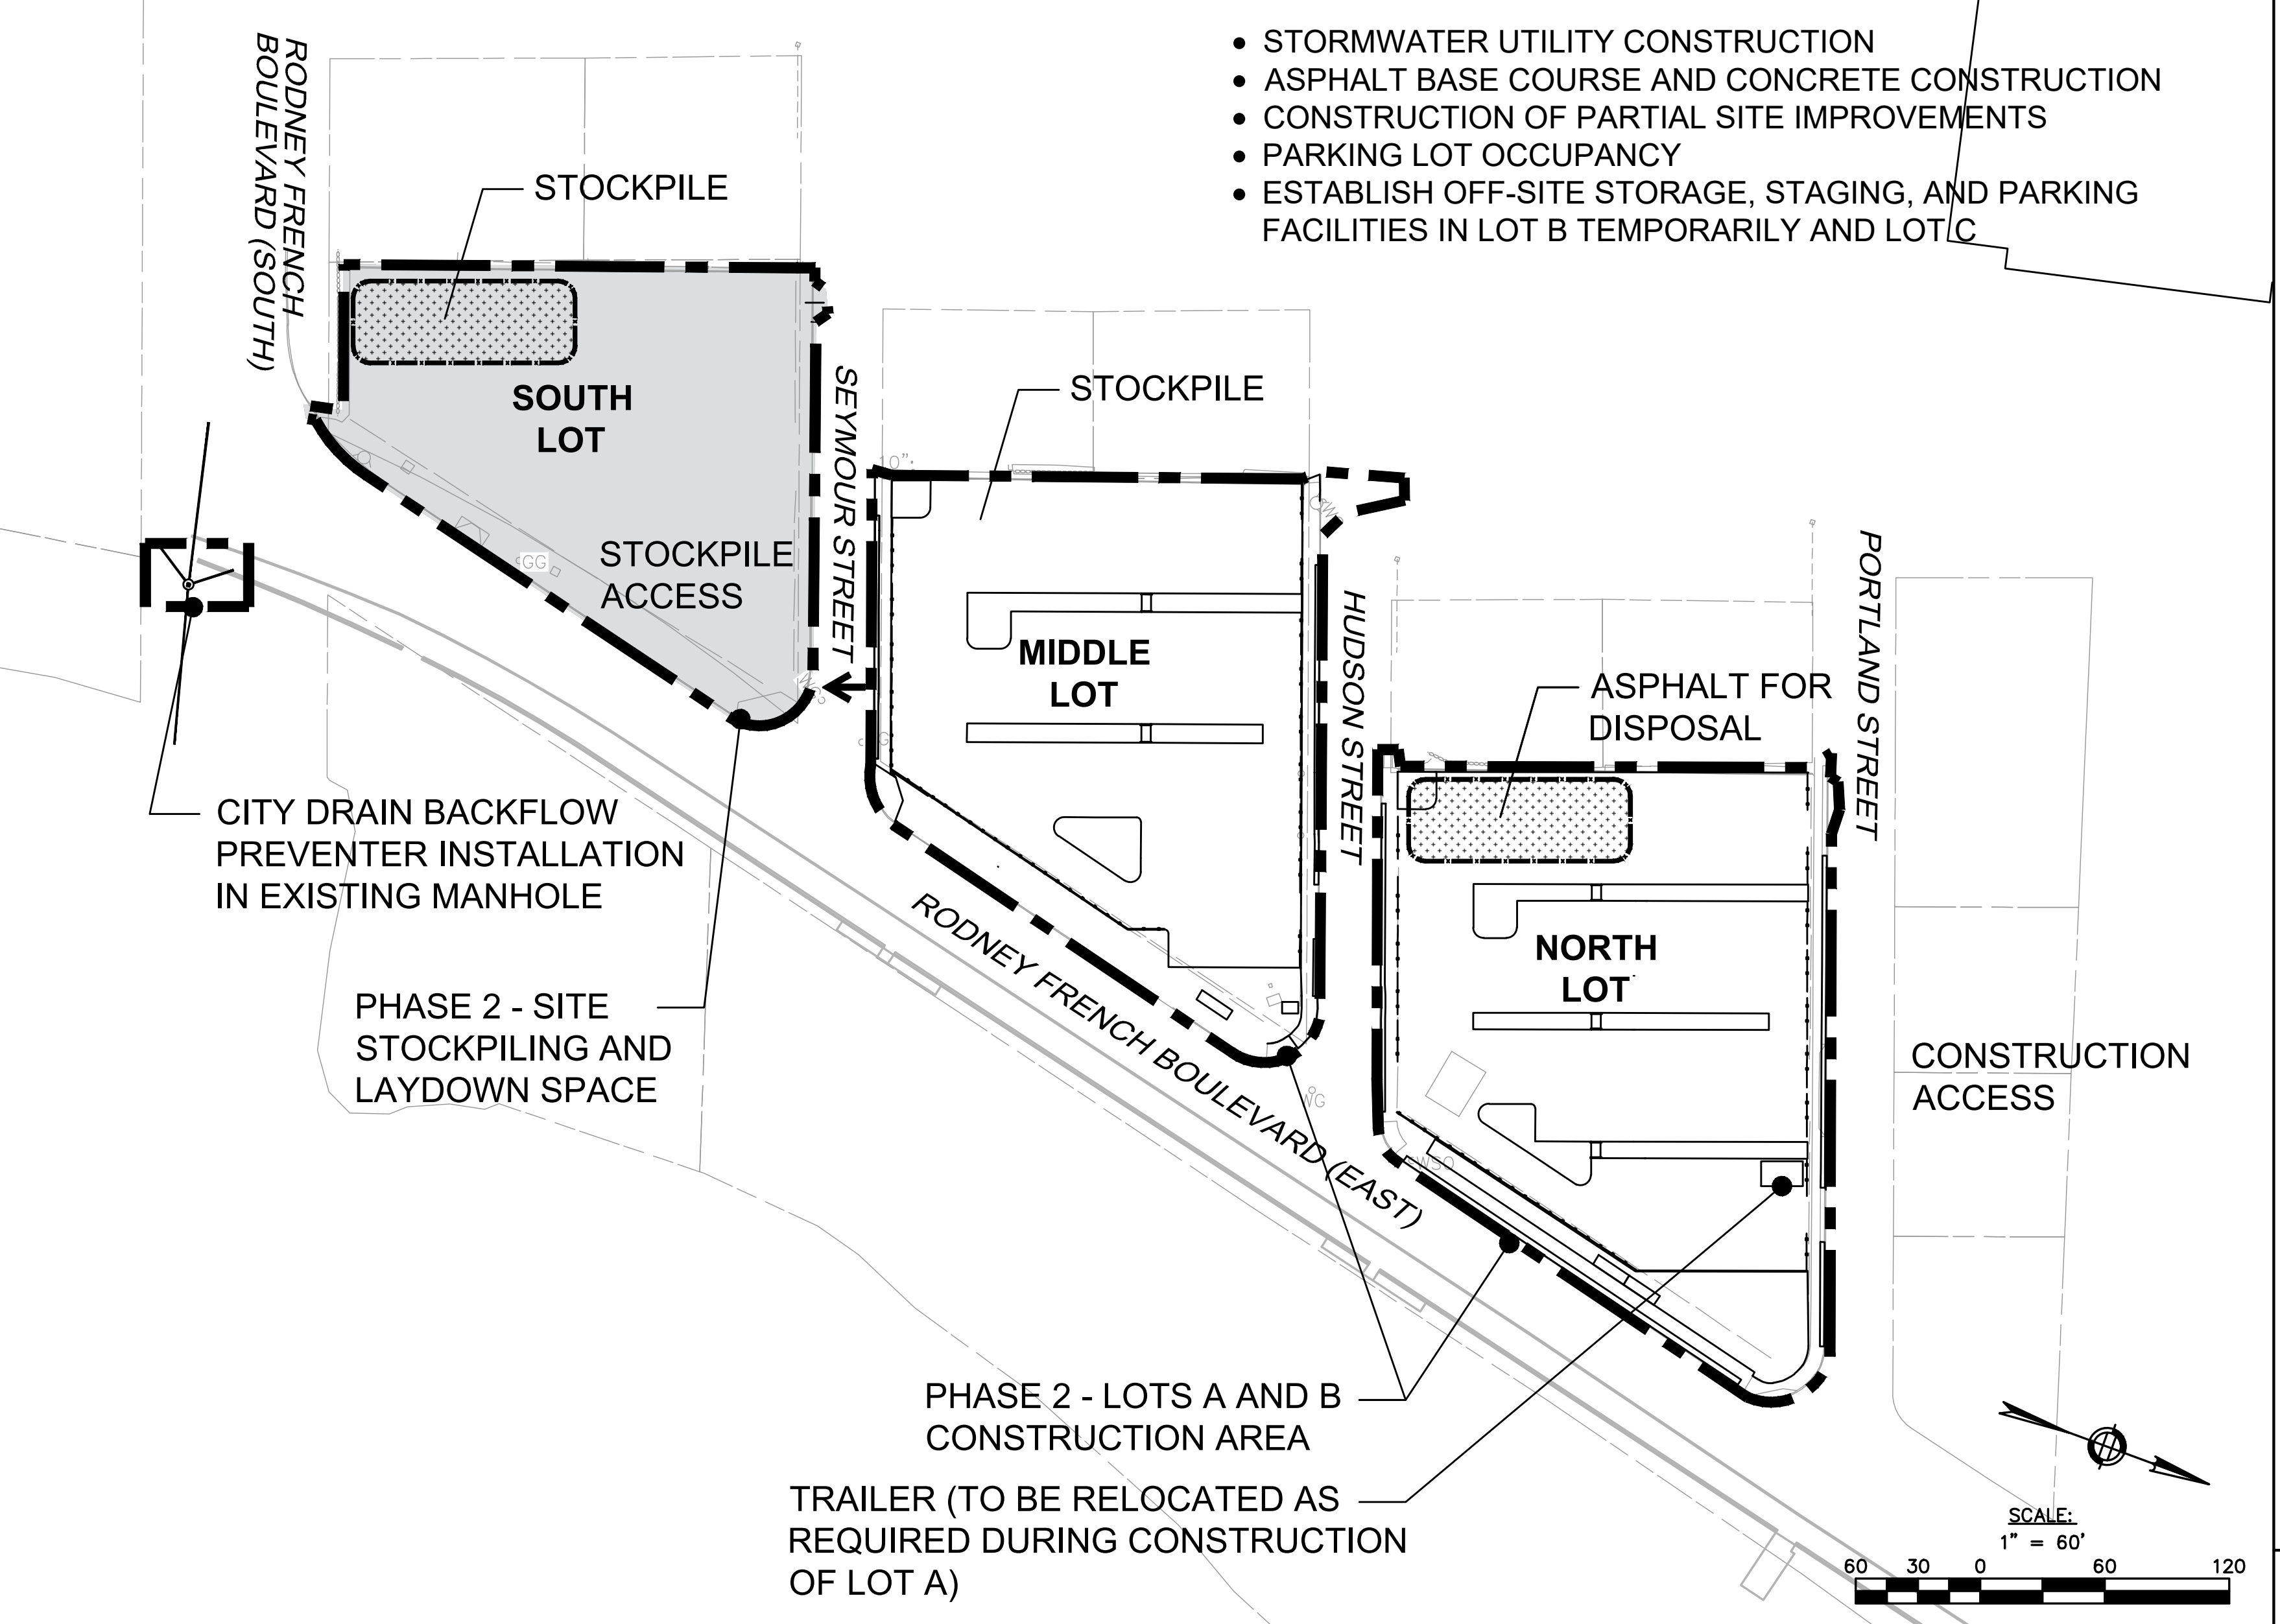 ● STORMWATER UTILITY CONSTRUCTION
● ASPHALT BASE COURSE AND CONCRETE CONSTRUCTION
● CONSTRUCTION OF PARTIAL SITE IMPROVEMENTS
● PARKING LOT OCCUPANCY
● ESTABLISH OFF-SITE STORAGE, STAGING, AND PARKING
FACILITIES IN LOT B TEMPORARILY AND LOT C
RODNEY FRENCH
BOULEVARD (SOUTH)
STOCKPILE
SOUTH
LOT
STOCKPILE
ACCESS
SEYMOUR STREET
STOCKPILE
10"
MIDDLE
LOT
HUDSON STREET
ASPHALT FOR
DISPOSAL
PORTLAND STREET
NORTH
LOT
CONSTRUCTION
ACCESS
CITY DRAIN BACKFLOW
PREVENTER INSTALLATION
IN EXISTING MANHOLE
RODNEY FRENCH BOULEVARD (EAST)
PHASE 2 - SITE
STOCKPILING AND
LAYDOWN SPACE
PHASE 2 - LOTS A AND B
CONSTRUCTION AREA
TRAILER (TO BE RELOCATED AS
REQUIRED DURING CONSTRUCTION
OF LOT A)
SCALE:
1" = 60'
60 30 0 60 120